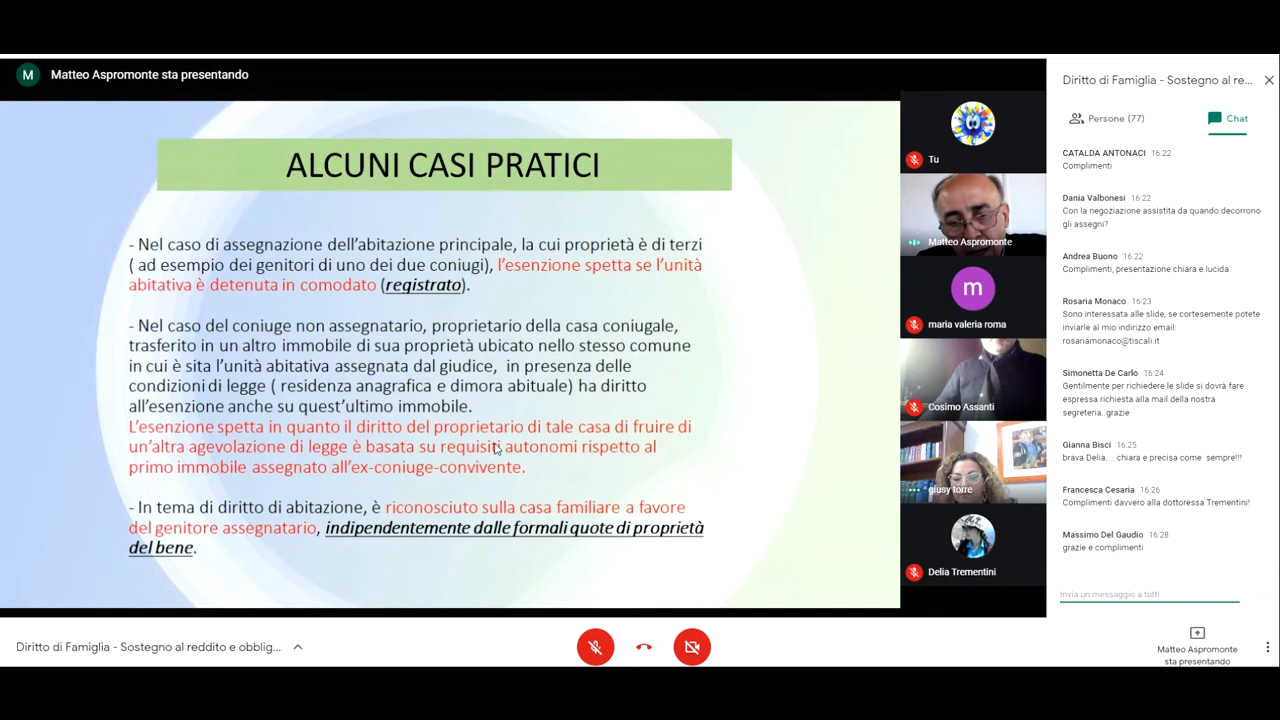 M Matteo Aspromonte sta presentando
ALCUNI CASI PRATICI
- Nel caso di assegnazione dell'abitazione principale, la cui proprietà è di terzi
( ad esempio dei genitori di uno dei due coniugi), l'esenzione spetta se l'unità
abitativa è detenuta in comodato (registrato).
- Nel caso del coniuge non assegnatario, proprietario della casa coniugale,
trasferito in un altro immobile di sua proprietà ubicato nello stesso comune
in cui è sita l'unità abitativa assegnata dal giudice, in presenza delle
condizioni di legge ( residenza anagrafica e dimora abituale) ha diritto
all'esenzione anche su quest'ultimo immobile.
L'esenzione spetta in quanto il diritto del proprietario di tale casa di fruire di
un'altra agevolazione di legge è basata su requisiti autonomi rispetto al
primo immobile assegnato all'ex-coniuge-convivente.
- In tema di diritto di abitazione, è riconosciuto sulla casa familiare a favore
del genitore assegnatario, indipendentemente dalle formali quote di proprietà
del bene.
Tu
Matteo Aspromonte
m
maria valeria roma
Cosimo Assanti
giusy torre
Delia Trementini
Diritto di Famiglia - Sostegno al re...
Persone (77)
Chat
CATALDA ANTONACI 16:22
Complimenti
Dania Valbonesi 16:22
Con la negoziazione assistita da quando decorrono
gli assegni?
Andrea Buono 16:22
Complimenti, presentazione chiara e lucida
Rosaria Monaco 16:23
Sono interessata alle slide, se cortesemente potete
inviarle al mio indirizzo email:
rosariamonaco@tiscali.it
Simonetta De Carlo 16:24
Gentilmente per richiedere le slide si dovrà fare
espressa richiesta alla mail della nostra
segreteria..grazie
Gianna Bisci 16:25
brava Delia.... chiara e precisa come sempre!!!
Francesca Cesaria 16:26
Complimenti davvero alla dottoressa Trementini!
Massimo Del Gaudio 16:28
grazie e complimenti
Invia un messaggio a tutti
Diritto di Famiglia - Sostegno al reddito e obblig...
Matteo Aspromonte
sta presentando